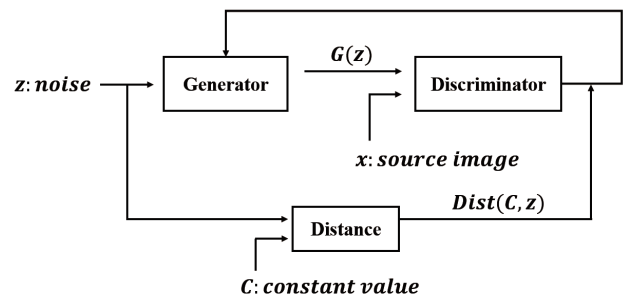 G(z)
z: noise
Generator
Discriminator
x: source image
Dist(C, z)
Distance
C: constant value